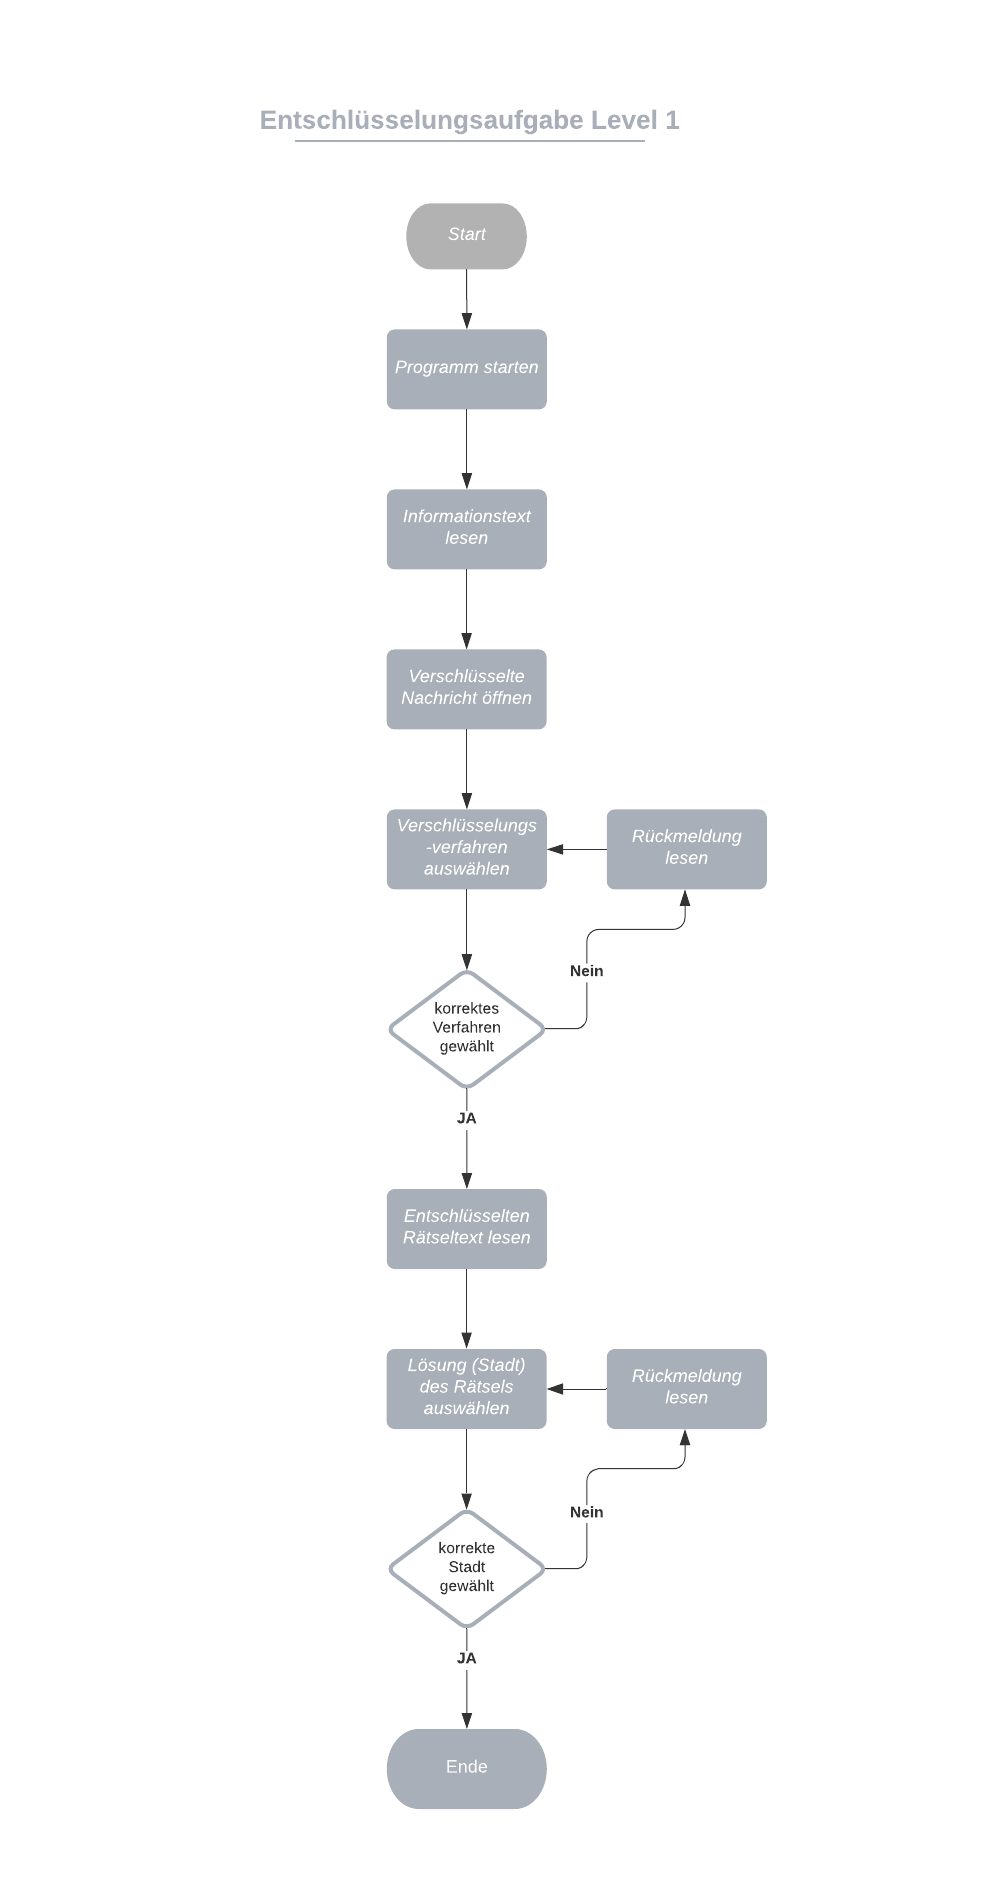 Entschlüsselungsaufgabe Level 1
Start
Programm starten
Informationstext
lesen
Verschlüsselte
Nachricht öffnen
Verschlüsselungs
-verfahren
auswählen
Rückmeldung
lesen
Nein
korrektes
Verfahren
gewählt
JA
Entschlüsselten
Rätseltext lesen
Lösung (Stadt)
des Rätsels
auswählen
Rückmeldung
lesen
Nein
korrekte
Stadt
gewählt
JA
Ende